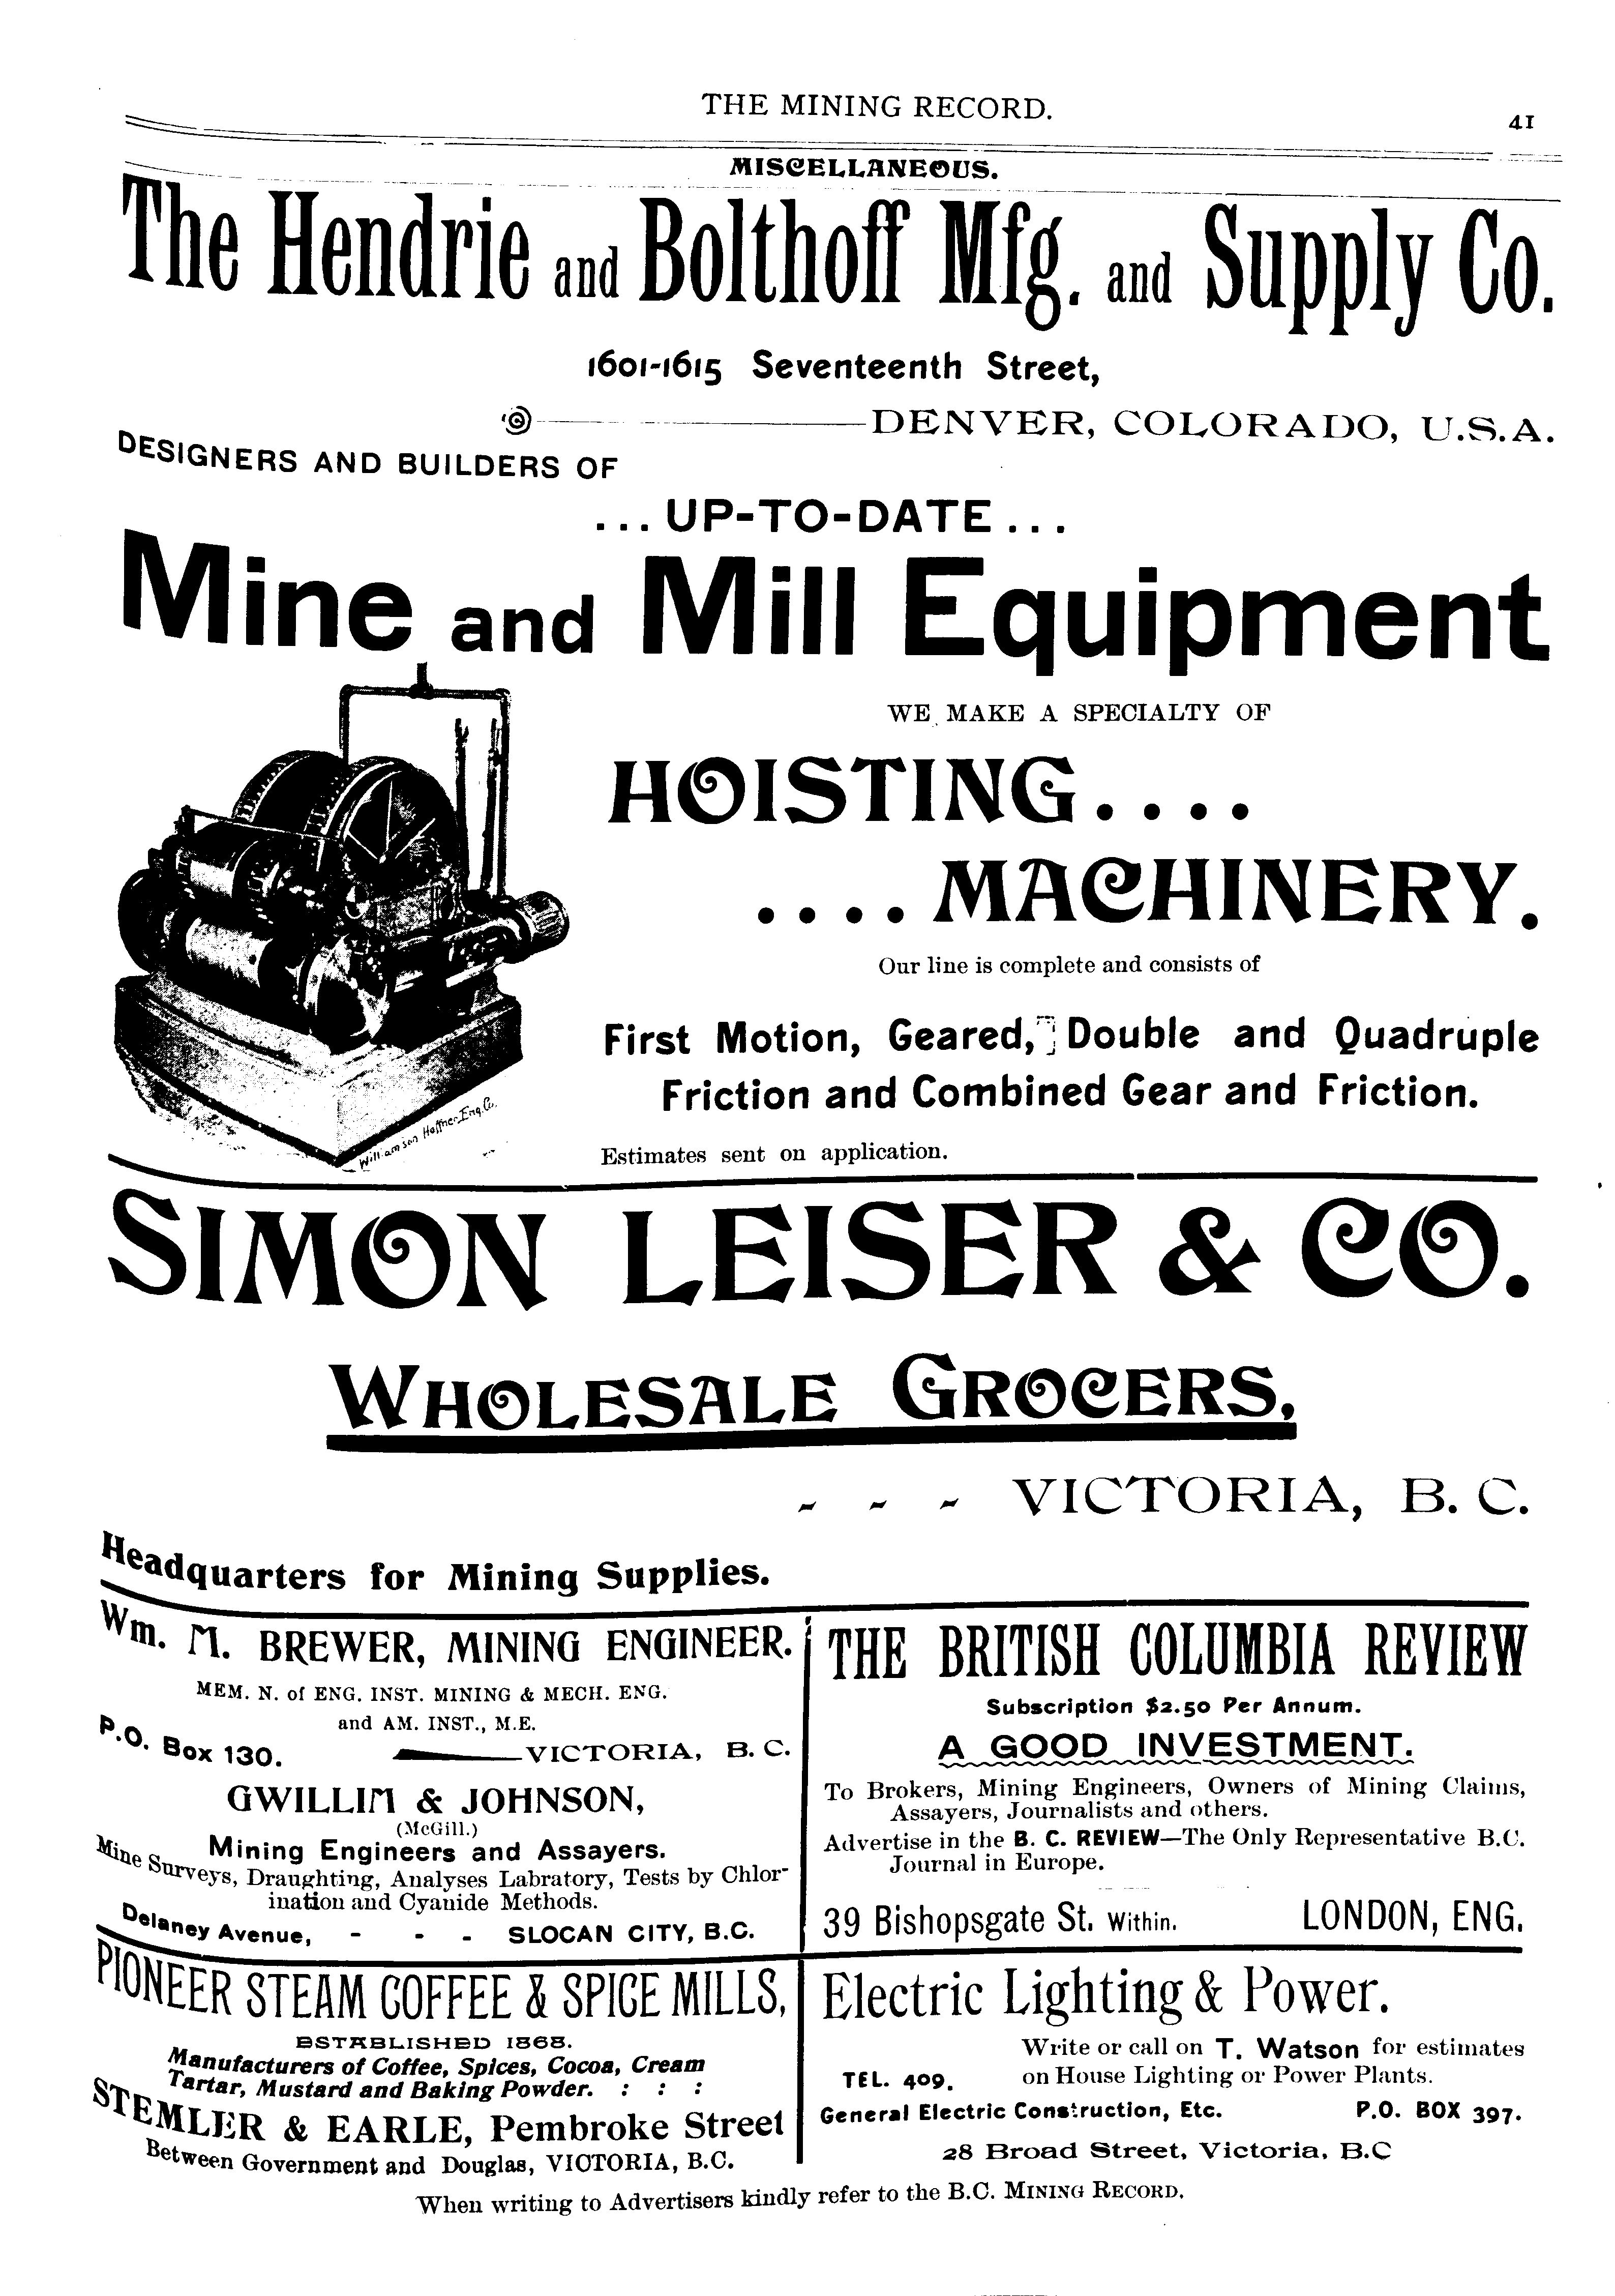 THE MINING RECORD.
41
MISCELLANEOUS.
The Hendrie and Bolthoff Mfg. and Supply Co.
1601-1615 Seventeenth Street,
DENVER, COLORADO, U.S.A.
DESIGNERS AND BUILDERS OF
... UP-TO-DATE ...
Mine and Mill Equipment
WE MAKE A SPECIALTY OF
HOISTING....
....MACHINERY.
Our line is complete and consists of
First Motion, Geared, Double and Quadruple
Friction and Combined Gear and Friction.
Williamson Haffner Eng. Co.
Estimates sent on application.
SIMON LEISER & CO.
WHOLESALE GROCERS,
- - - VICTORIA, B. C.
Headquarters for Mining Supplies.
Wm. M. BREWER, MINING ENGINEER.
MEM. N. of ENG. INST. MINING & MECH. ENG.
and AM. INST., M.E.
P.O. Box 130. VICTORIA, B. C.
GWILLIM & JOHNSON,
(McGill.)
Mining Engineers and Assayers.
Mine Surveys, Draughting, Analyses Labratory, Tests by Chlor-
ination and Cyanide Methods.
Delaney Avenue, - - - SLOCAN CITY, B.C.
THE BRITISH COLUMBIA REVIEW
Subscription $2.50 Per Annum.
A GOOD INVESTMENT.
To Brokers, Mining Engineers, Owners of Mining Claims,
Assayers, Journalists and others.
Advertise in the B. C. REVIEW—The Only Representative B.C.
Journal in Europe.
39 Bishopsgate St. Within. LONDON, ENG.
PIONEER STEAM COFFEE & SPICE MILLS,
ESTABLISHED 1868.
Manufacturers of Coffee, Spices, Cocoa, Cream
Tartar, Mustard and Baking Powder. : : :
STEMLER & EARLE, Pembroke Street
Between Government and Douglas, VICTORIA, B.C.
Electric Lighting & Power.
Write or call on T. Watson for estimates
TEL. 409. on House Lighting or Power Plants.
General Electric Construction, Etc. P.O. BOX 397.
28 Broad Street, Victoria, B.C
When writing to Advertisers kindly refer to the B.C. MINING RECORD.